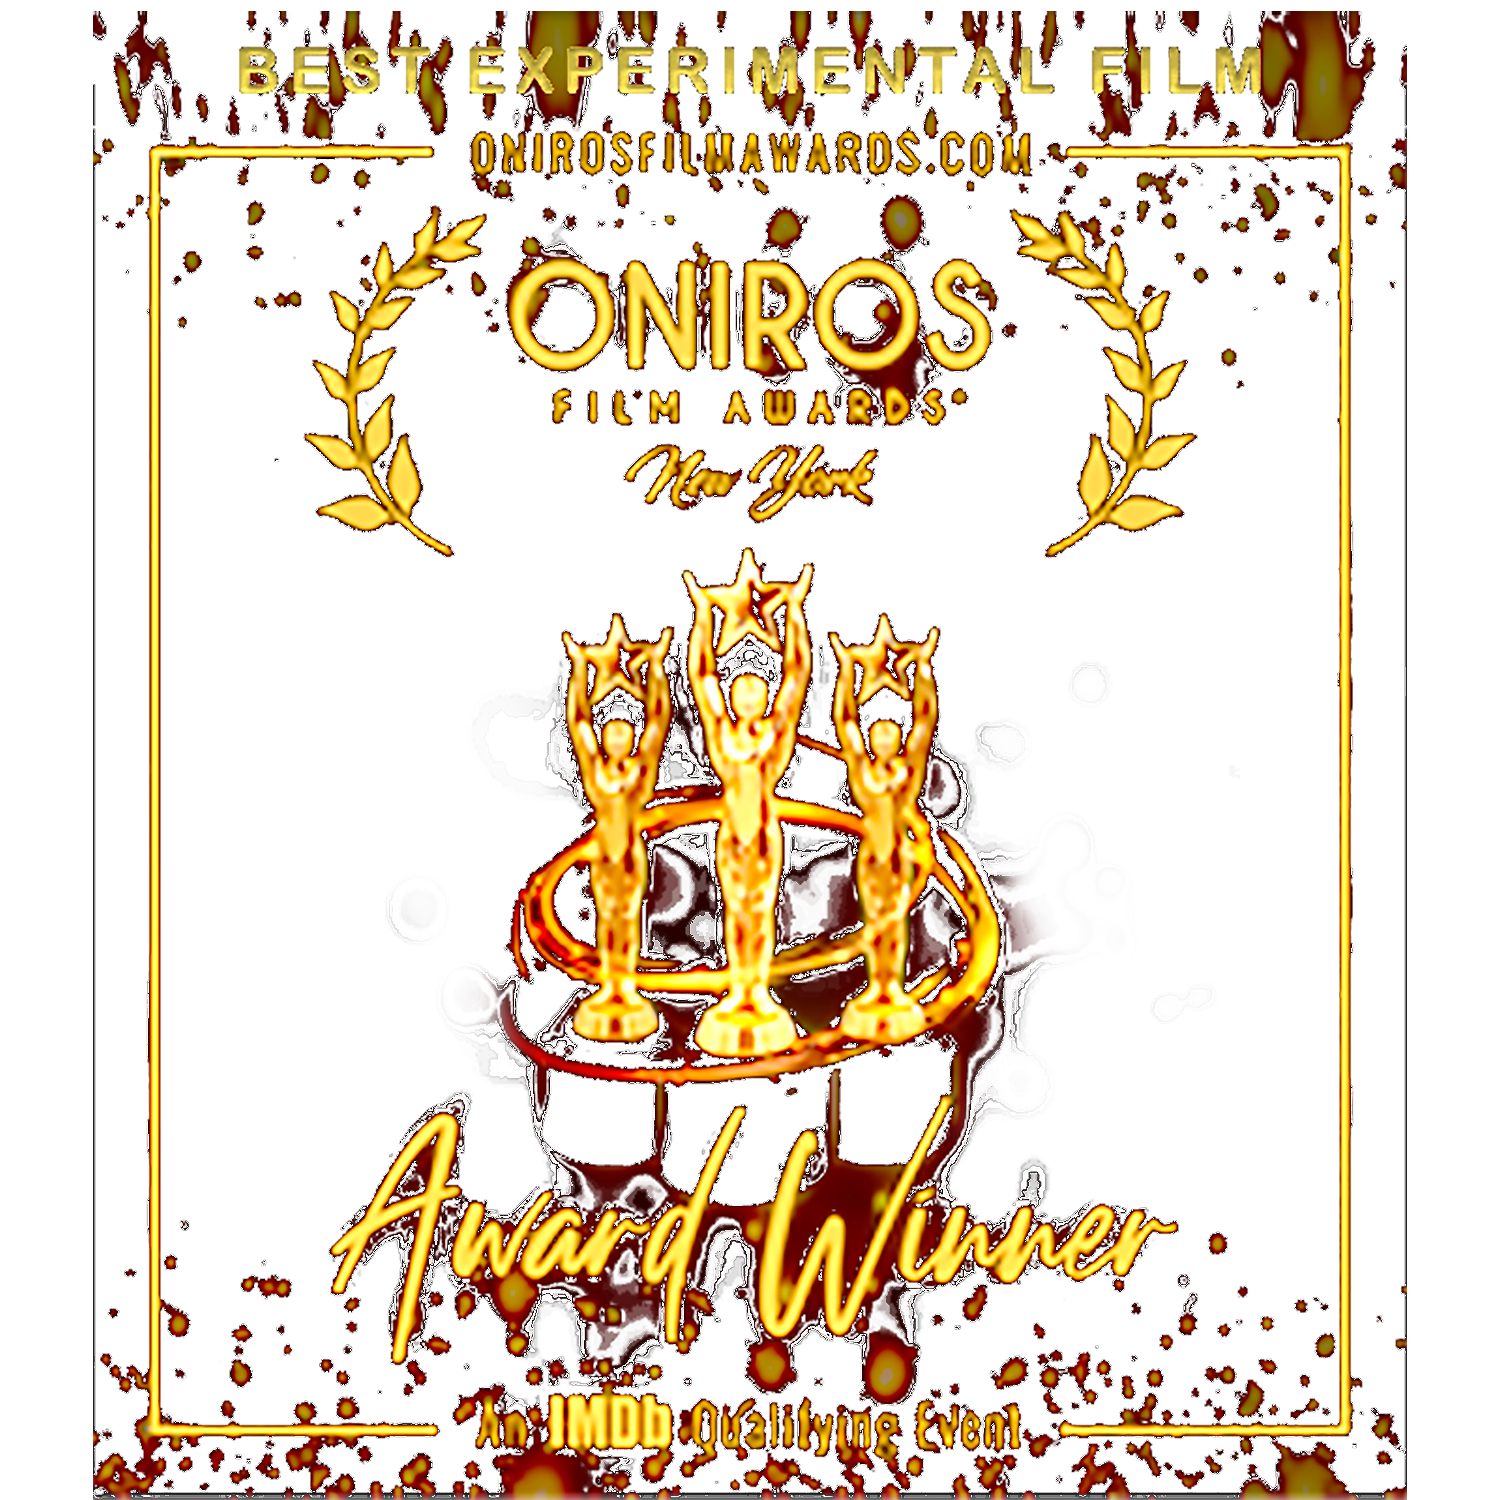 BEST EXPERIMENTAL FILM
ONIROSFILMAWARDS.COM
ONIROS
FILM AWARDS
New York
Award Winner
An IMDb Qualifying Event